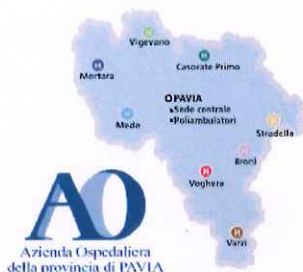 Vigevano
H
H
Mortara
H
Casorate Primo
H
PAVIA
Sede centrale
Poliambulatori
H
Mede
H
Stradella
H
Broni
H
Voghera
H
Varzi
AO
Azienda Ospedaliera
della provincia di PAVIA